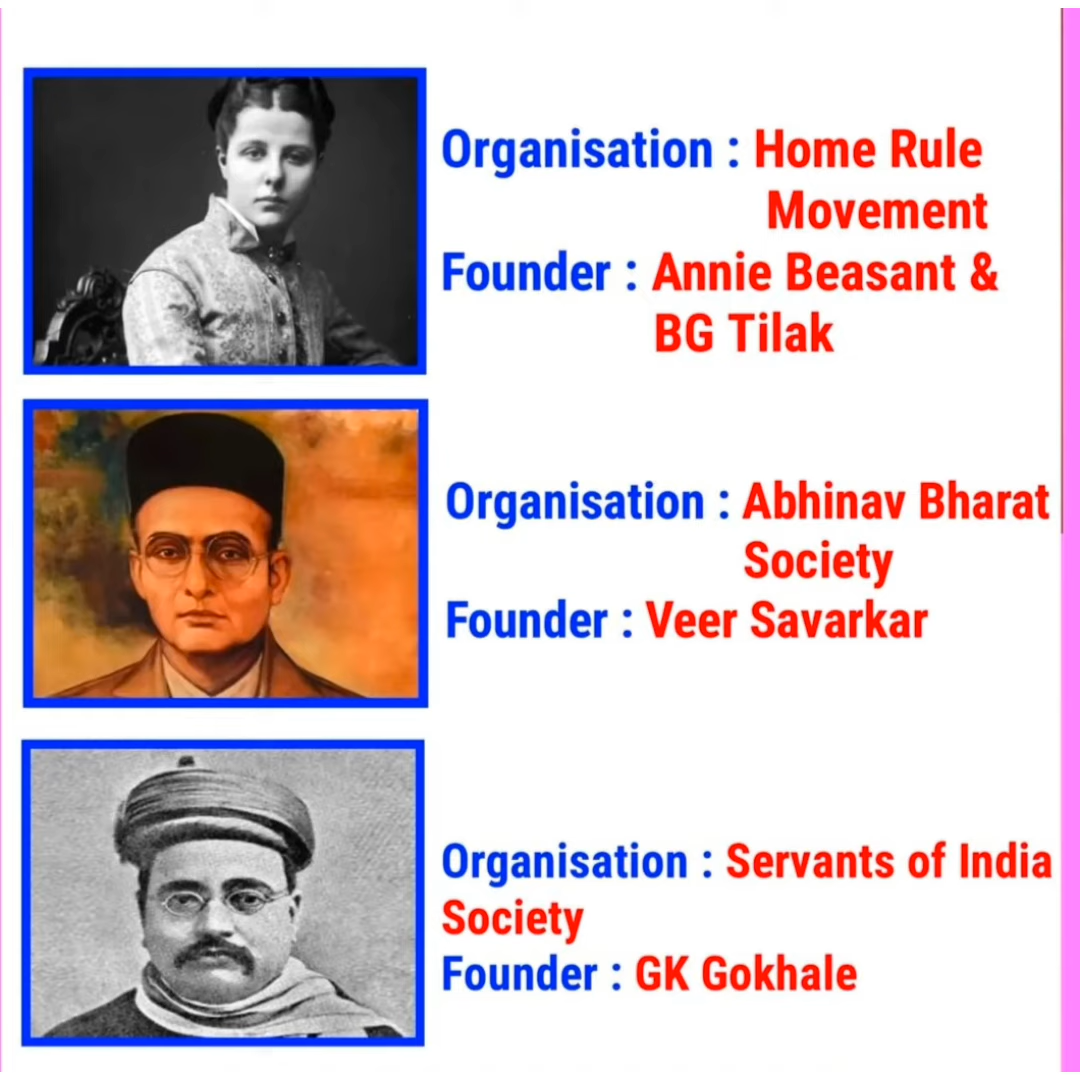 Organisation : Home Rule
Movement
Founder : Annie Beasant &
BG Tilak
Organisation : Abhinav Bharat
Society
Founder : Veer Savarkar
Organisation : Servants of India
Society
Founder : GK Gokhale